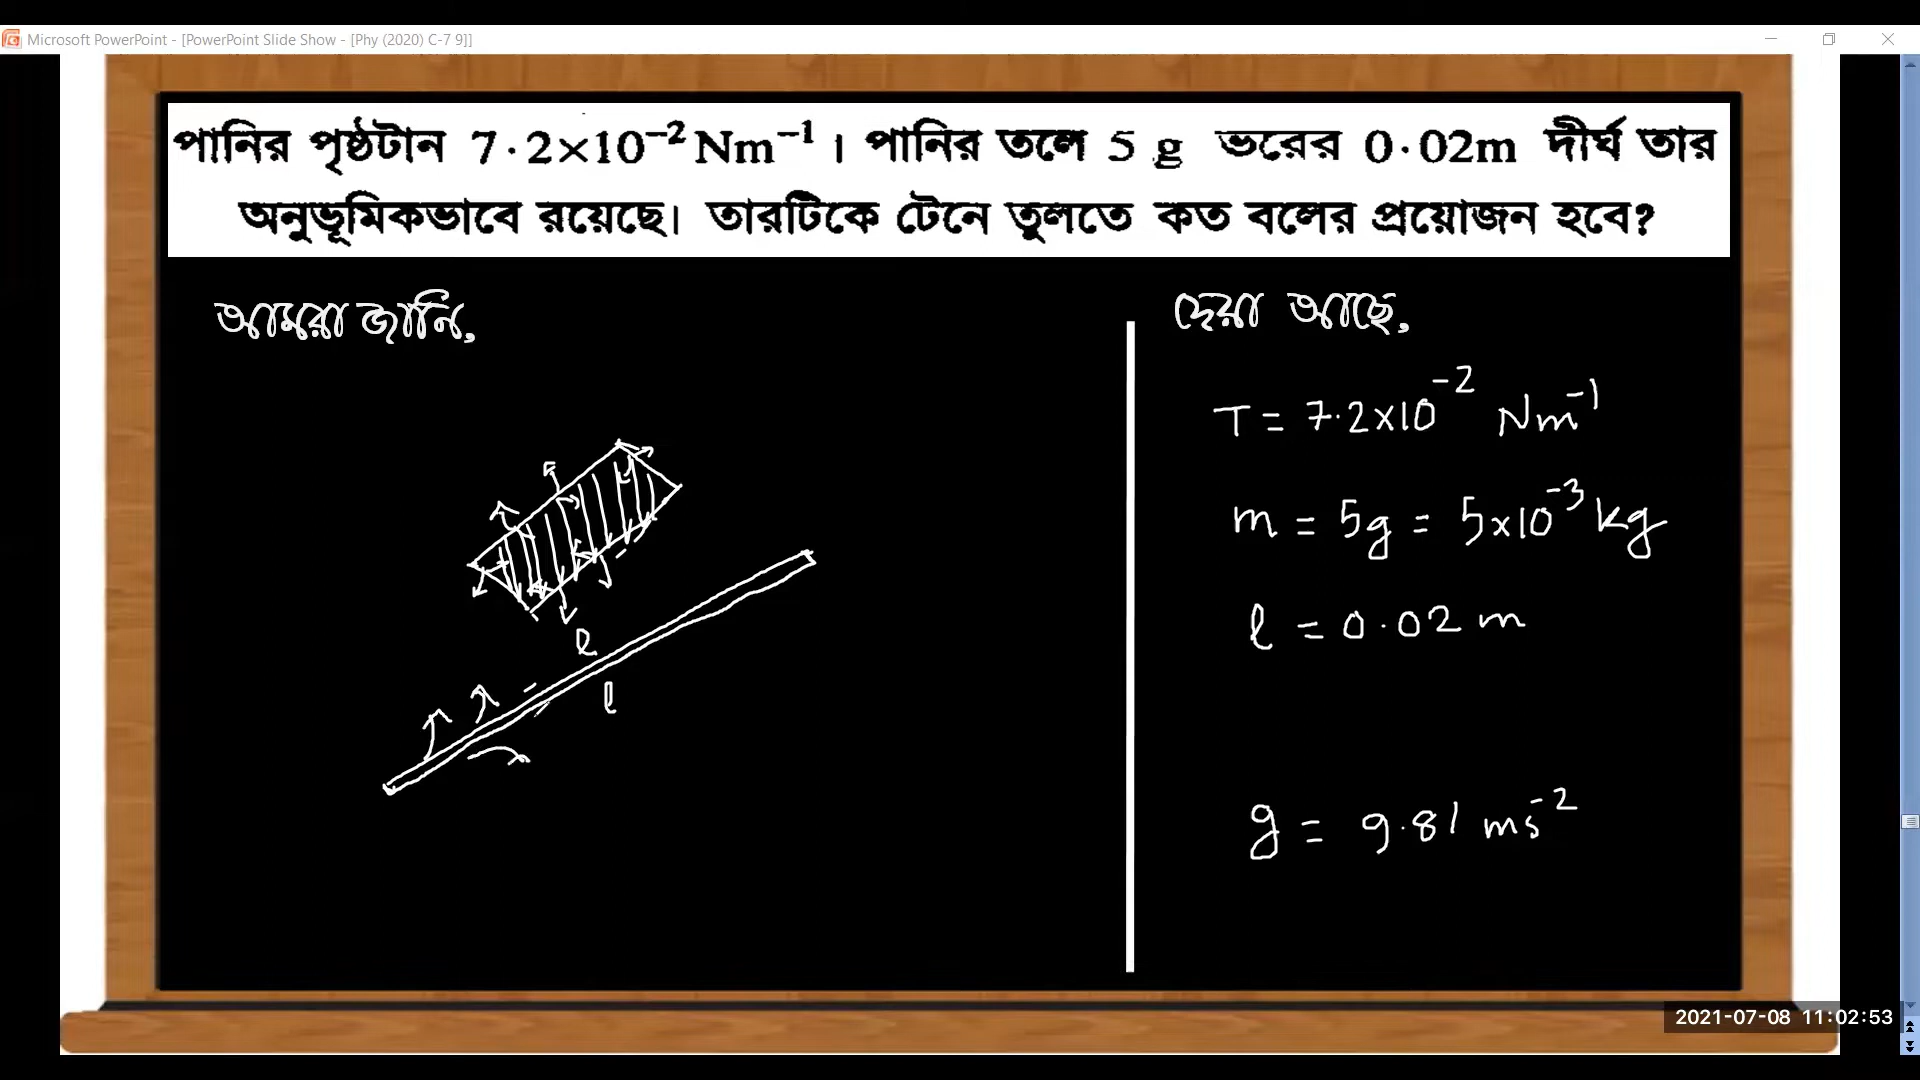 Microsoft PowerPoint - [PowerPoint Slide Show - [Phy (2020) C-7 9]]
পানির পৃষ্ঠটান 7·2×10⁻² Nm⁻¹। পানির তলে 5 g ভরের 0·02m দীর্ঘ তার
অনুভূমিকভাবে রয়েছে। তারটিকে টেনে তুলতে কত বলের প্রয়োজন হবে?
আমরা জানি,
l
l
দেয়া আছে,
T = 7.2×10⁻² Nm⁻¹
m = 5g = 5×10⁻³ kg
l = 0.02 m
g = 9.81 ms⁻²
2021-07-08 11:02:53